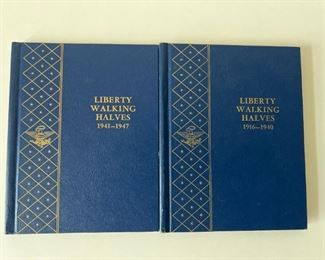 LIBERTY
WALKING
HALVES
1941—1947
LIBERTY
WALKING
HALVES
1916—1940